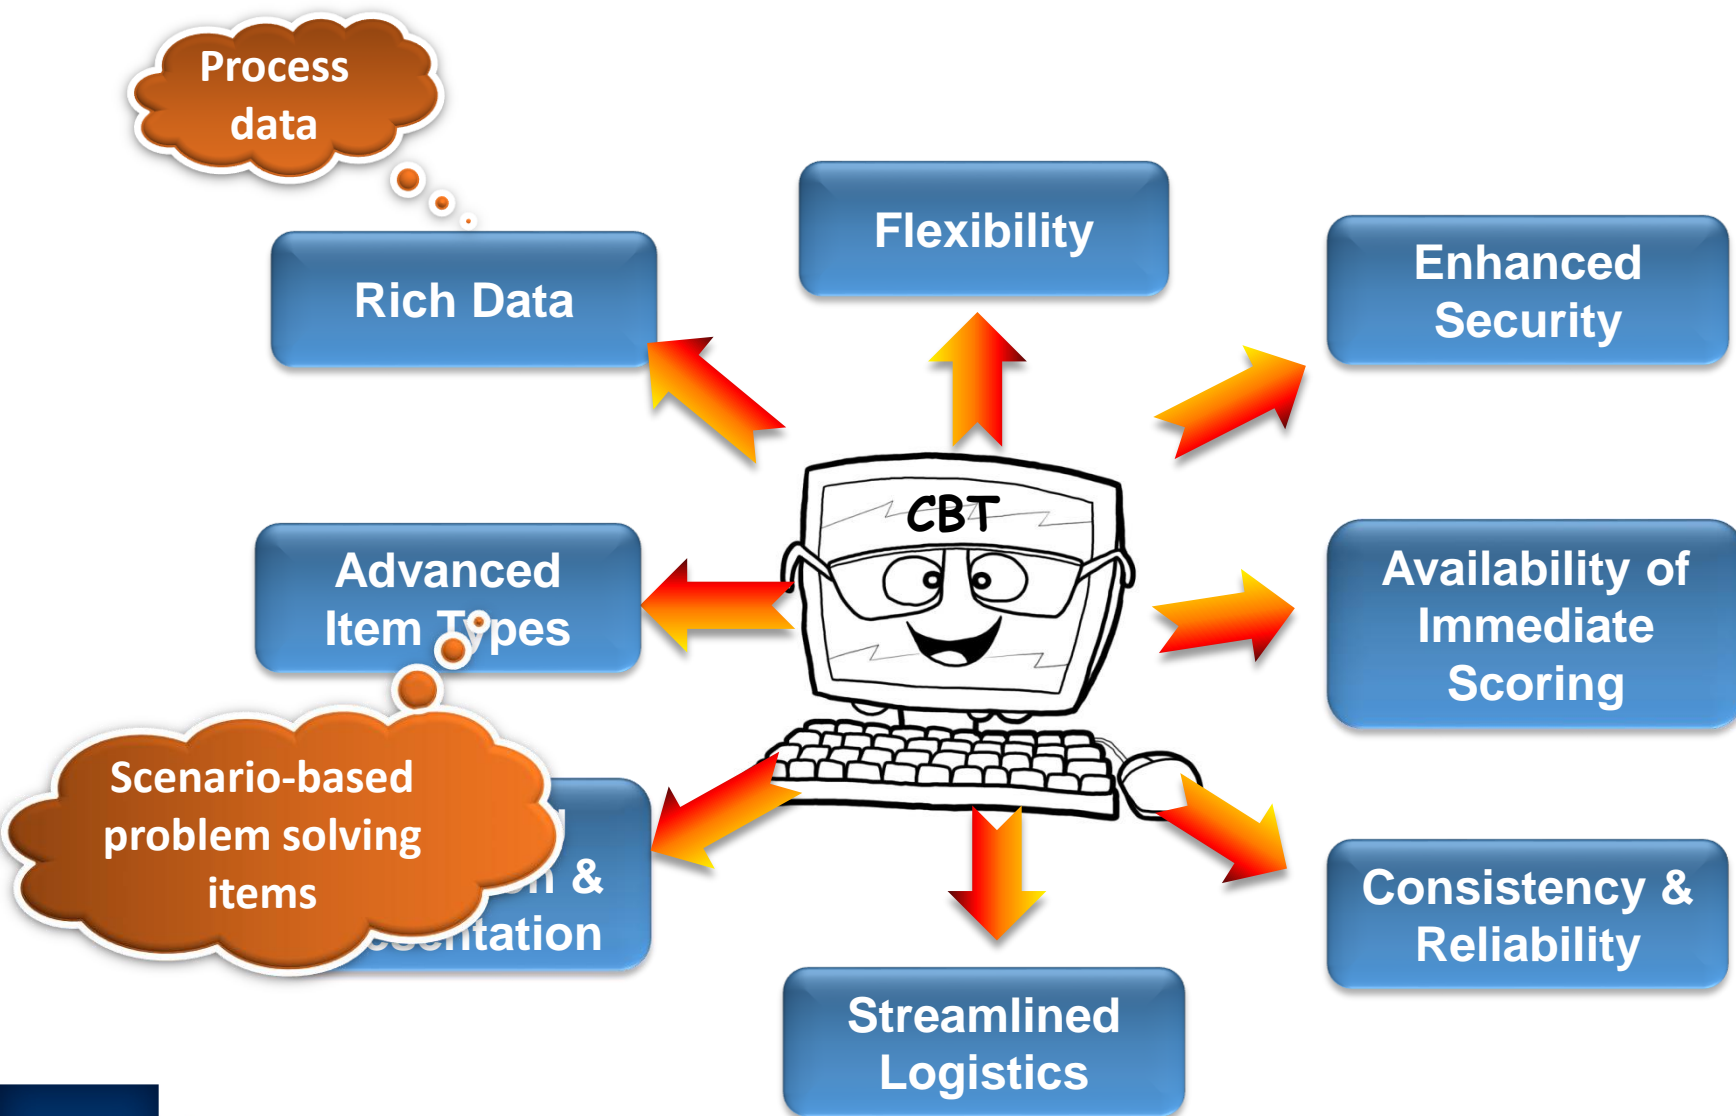 Process
data
Flexibility
Enhanced
Security
Rich Data
CBT
Advanced
Item Types
Availability of
Immediate
Scoring
Scenario-based
problem solving
items
&
Consistency &
Reliability
Streamlined
Logistics